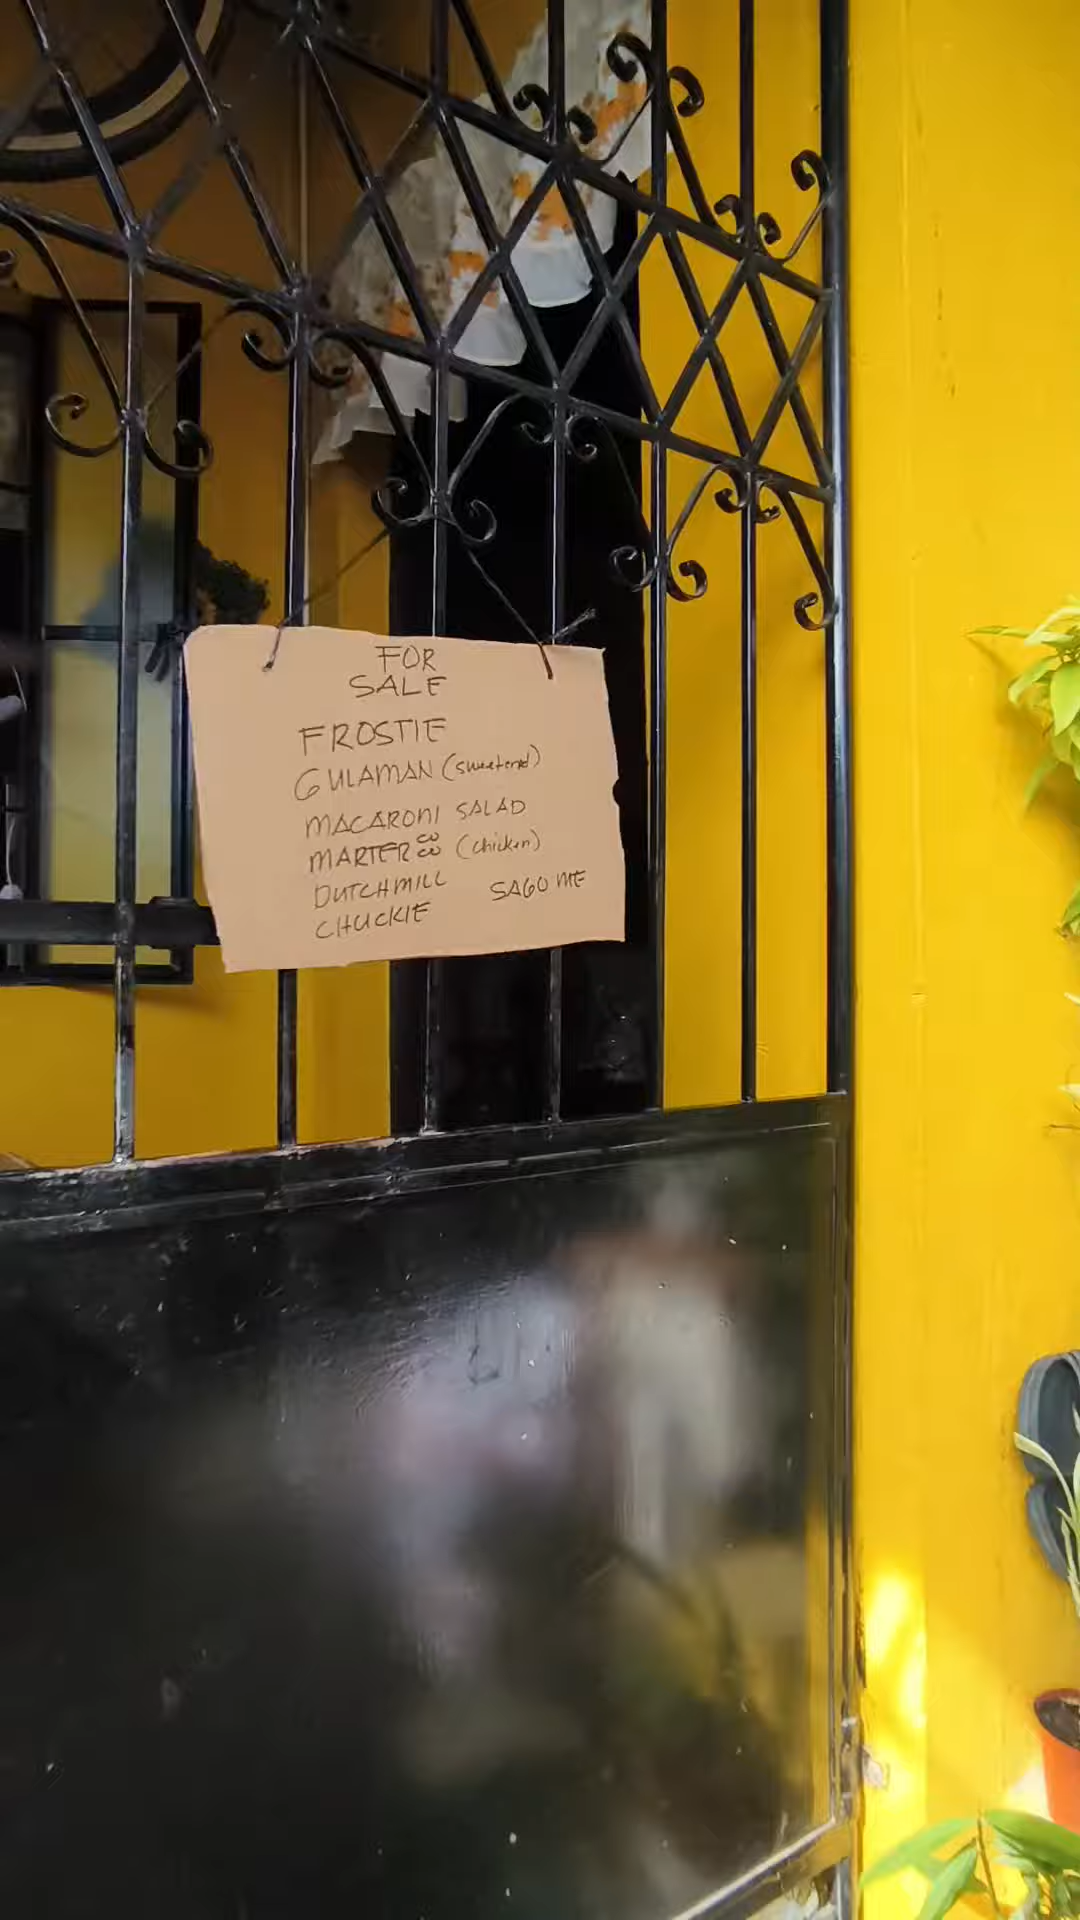 FOR
SALE
FROSTIE
GULAMAN (sweetened)
MACARONI SALAD
MARTER (chicken)
DUTCHMILL SAGO ME
CHUCKIE